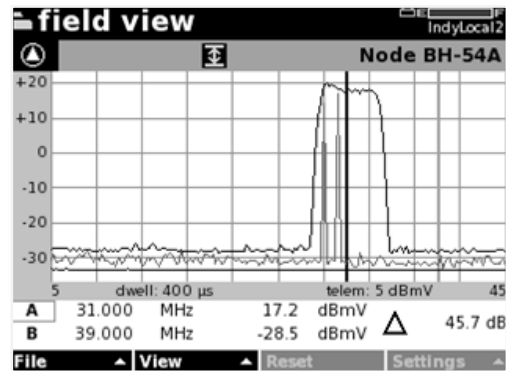 field view
E F
IndyLocal2
Node BH-54A
+20
+10
0
-10
-20
-30
5 dwell: 400 µs telem: 5 dBmV 45
A 31.000 MHz 17.2 dBmV
B 39.000 MHz -28.5 dBmV
Δ 45.7 dB
File View Reset Settings